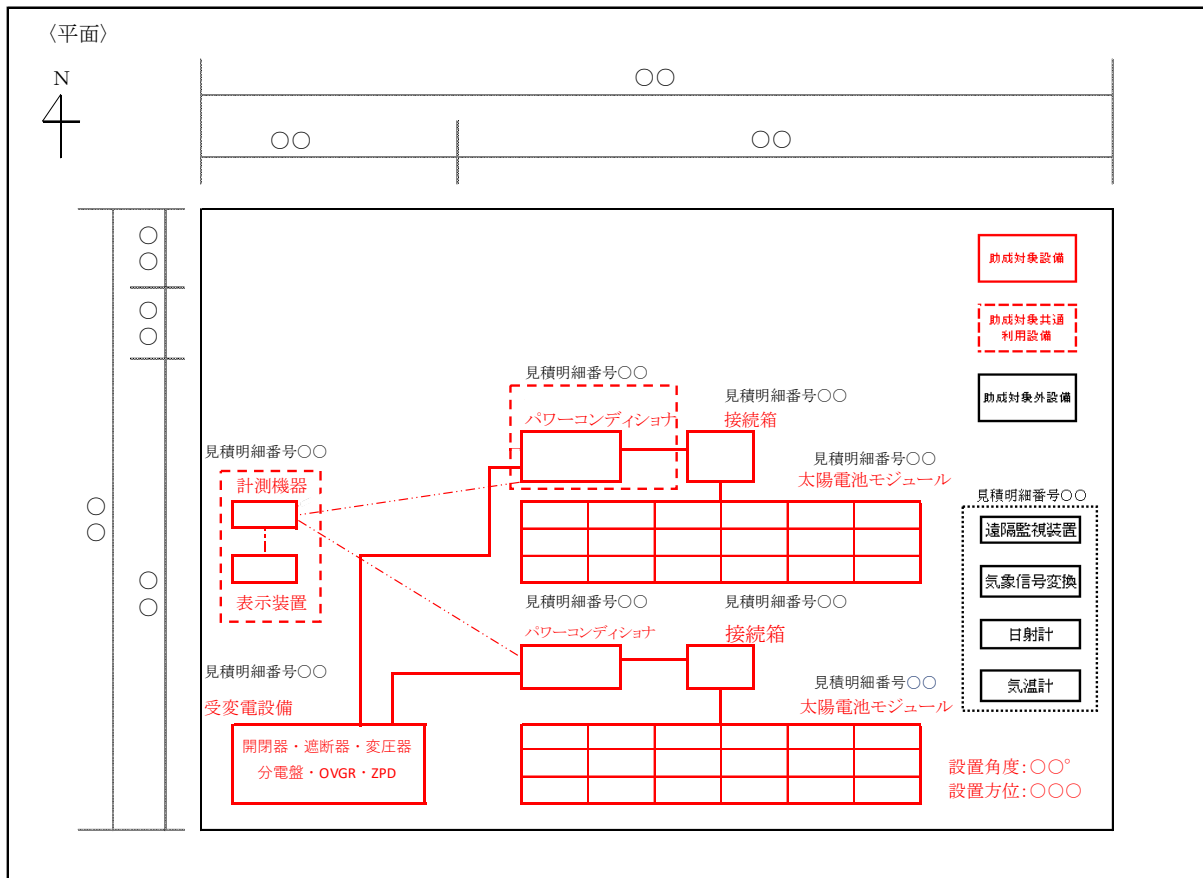 〈平面〉
N
○○
○○
○○
○○
○○
○○
○○
助成対象設備
助成対象共通
利用設備
助成対象外設備
見積明細番号○○
パワーコンディショナ
見積明細番号○○
接続箱
見積明細番号○○
太陽電池モジュール
見積明細番号○○
計測機器
表示装置
見積明細番号○○
遠隔監視装置
気象信号変換
日射計
気温計
見積明細番号○○
パワーコンディショナ
見積明細番号○○
接続箱
見積明細番号○○
太陽電池モジュール
見積明細番号○○
受変電設備
開閉器・遮断器・変圧器
分電盤・OVGR・ZPD
設置角度:○○°
設置方位:○○○